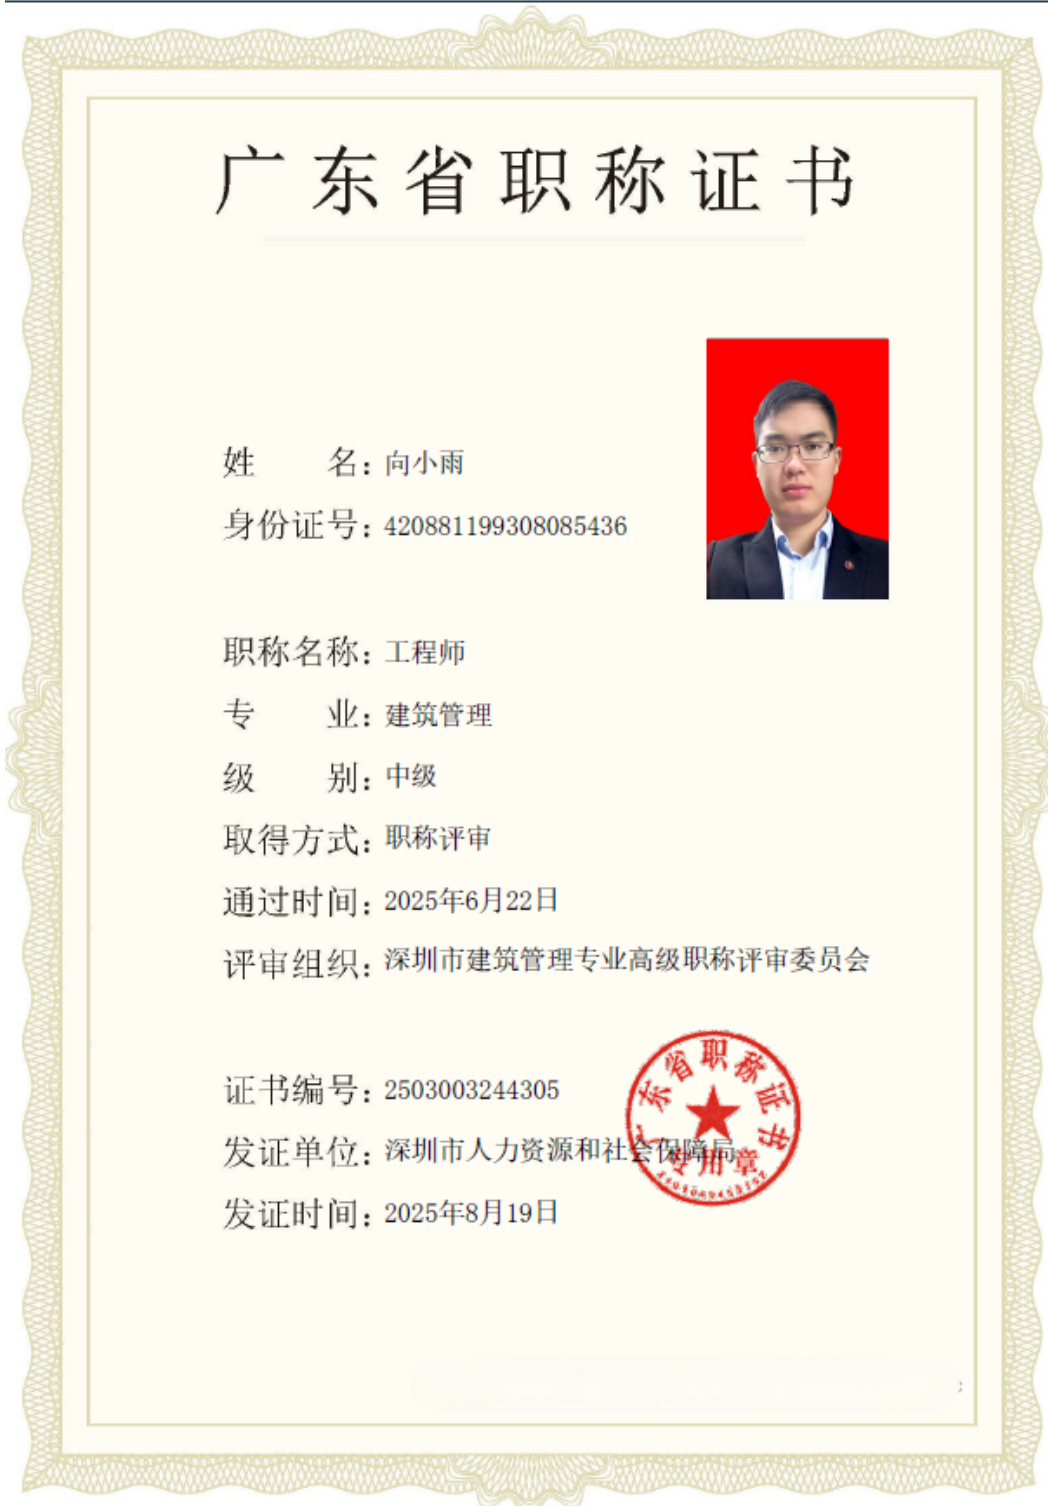 广东省职称证书
姓名：向小雨
身份证号：420881199308085436
职称名称：工程师
专业：建筑管理
级别：中级
取得方式：职称评审
通过时间：2025年6月22日
评审组织：深圳市建筑管理专业高级职称评审委员会
证书编号：2503003244305
发证单位：深圳市人力资源和社会保障局
发证时间：2025年8月19日
广东省职称证书
专用章